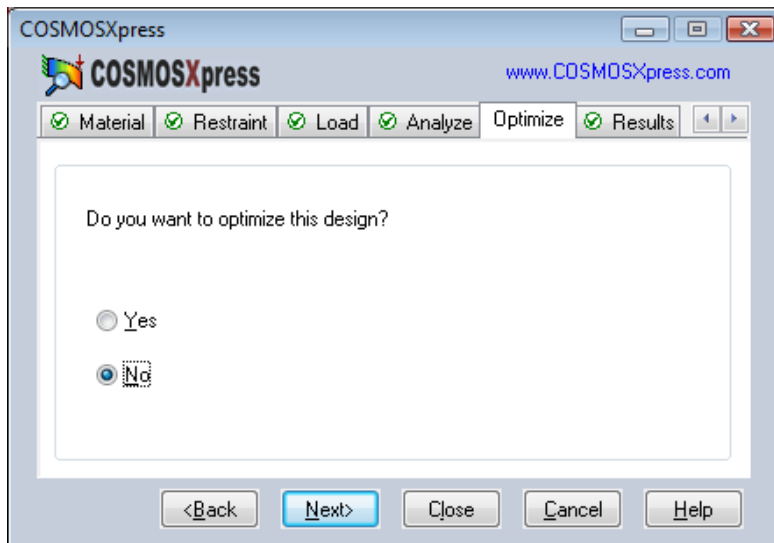 COSMOSXpress
COSMOSXpress www.COSMOSXpress.com
Material Restraint Load Analyze Optimize Results
Do you want to optimize this design?
Yes
No
<Back Next> Close Cancel Help